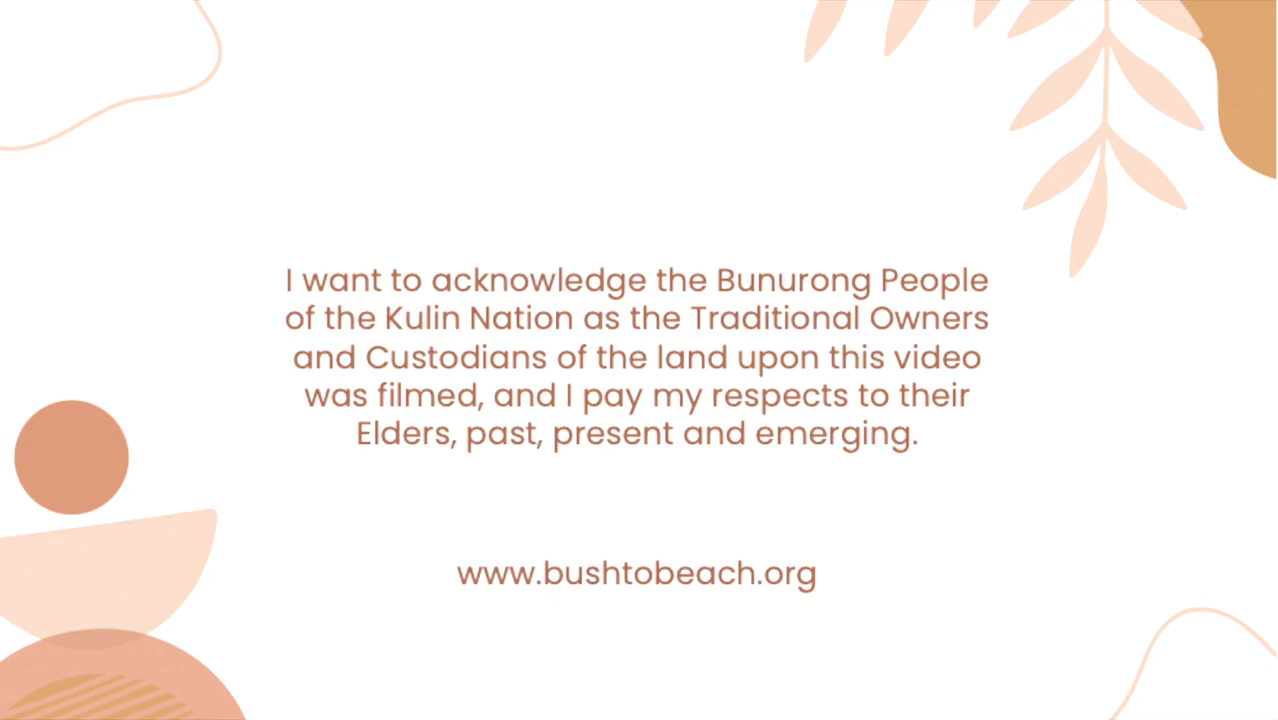 I want to acknowledge the Bunurong People
of the Kulin Nation as the Traditional Owners
and Custodians of the land upon this video
was filmed, and I pay my respects to their
Elders, past, present and emerging.
www.bushtobeach.org